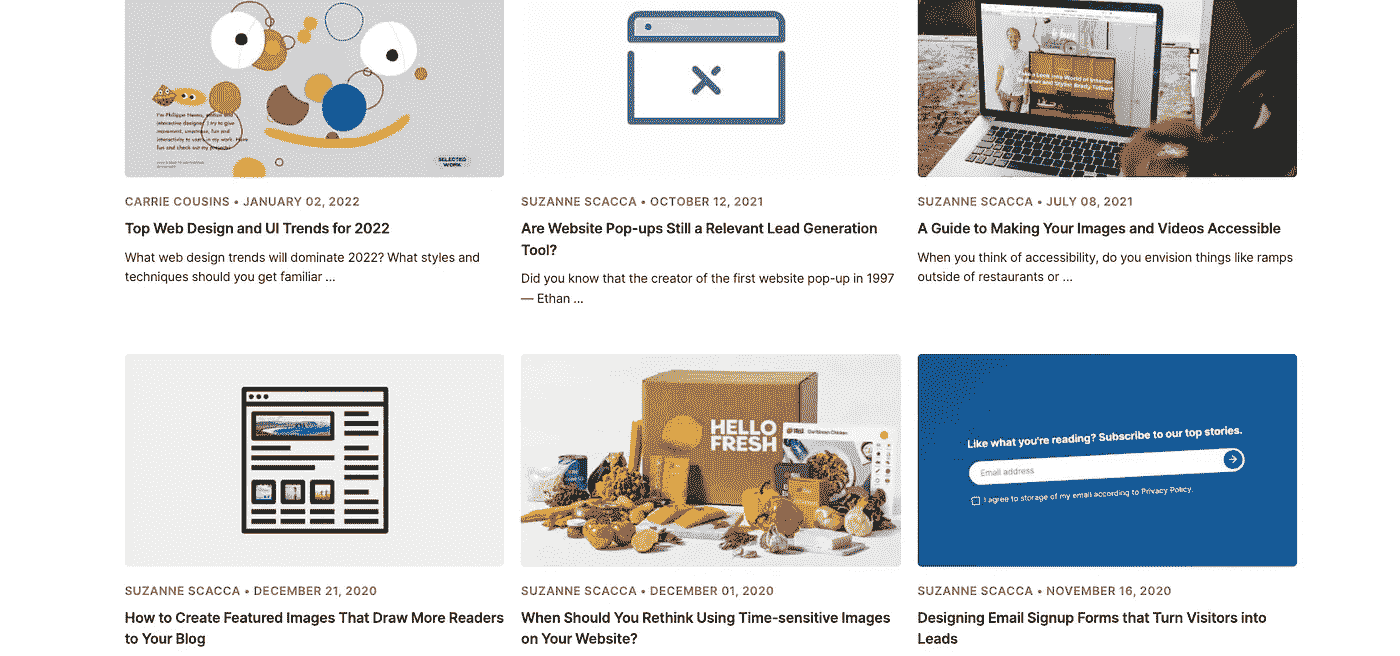 I'm Philippe Neveu, motion and
interactive designer. I try to give
movement, uniqueness, fun and
interactivity to users in my work. Have
fun and check out my projects!
SELECTED
WORK
CARRIE COUSINS • JANUARY 02, 2022
Top Web Design and UI Trends for 2022
What web design trends will dominate 2022? What styles and
techniques should you get familiar ...
SUZANNE SCACCA • OCTOBER 12, 2021
Are Website Pop-ups Still a Relevant Lead Generation
Tool?
Did you know that the creator of the first website pop-up in 1997
— Ethan ...
SUZANNE SCACCA • JULY 08, 2021
A Guide to Making Your Images and Videos Accessible
When you think of accessibility, do you envision things like ramps
outside of restaurants or ...
HELLO
FRESH
Caribbean Chicken
Like what you're reading? Subscribe to our top stories.
Email address
I agree to storage of my email according to Privacy Policy.
SUZANNE SCACCA • DECEMBER 21, 2020
How to Create Featured Images That Draw More Readers
to Your Blog
SUZANNE SCACCA • DECEMBER 01, 2020
When Should You Rethink Using Time-sensitive Images
on Your Website?
SUZANNE SCACCA • NOVEMBER 16, 2020
Designing Email Signup Forms that Turn Visitors into
Leads